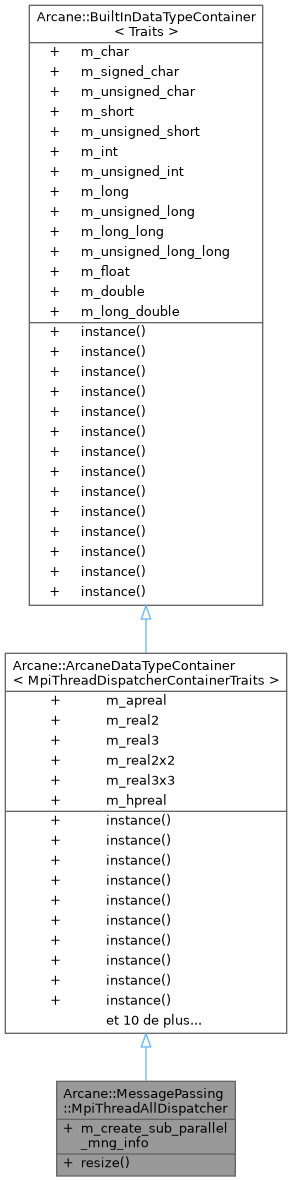 Arcane::BuiltInDataTypeContainer
< Traits >
+ m_char
+ m_signed_char
+ m_unsigned_char
+ m_short
+ m_unsigned_short
+ m_int
+ m_unsigned_int
+ m_long
+ m_unsigned_long
+ m_long_long
+ m_unsigned_long_long
+ m_float
+ m_double
+ m_long_double
+ instance()
+ instance()
+ instance()
+ instance()
+ instance()
+ instance()
+ instance()
+ instance()
+ instance()
+ instance()
+ instance()
+ instance()
+ instance()
+ instance()
Arcane::ArcaneDataTypeContainer
< MpiThreadDispatcherContainerTraits >
+ m_apreal
+ m_real2
+ m_real3
+ m_real2x2
+ m_real3x3
+ m_hpreal
+ instance()
+ instance()
+ instance()
+ instance()
+ instance()
+ instance()
+ instance()
+ instance()
+ instance()
+ instance()
et 10 de plus...
Arcane::MessagePassing
::MpiThreadAllDispatcher
+ m_create_sub_parallel
_mng_info
+ resize()